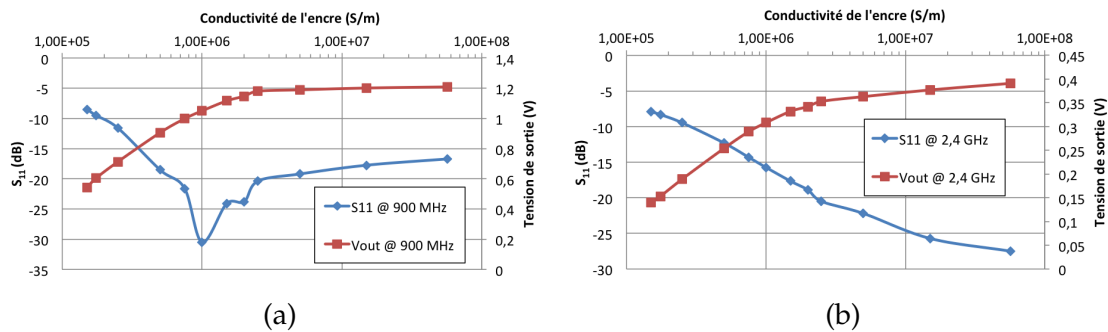 Conductivité de l'encre (S/m)
1,00E+05 1,00E+06 1,00E+07 1,00E+08
0
-5
-10
-15
-20
-25
-30
-35
S11 (dB)
1,4
1,2
1
0,8
0,6
0,4
0,2
0
Tension de sortie (V)
S11 @ 900 MHz
Vout @ 900 MHz
(a)
Conductivité de l'encre (S/m)
1,00E+05 1,00E+06 1,00E+07 1,00E+08
0
-5
-10
-15
-20
-25
-30
S11 (dB)
0,45
0,4
0,35
0,3
0,25
0,2
0,15
0,1
0,05
0
Tension de sortie (V)
S11 @ 2,4 GHz
Vout @ 2,4 GHz
(b)